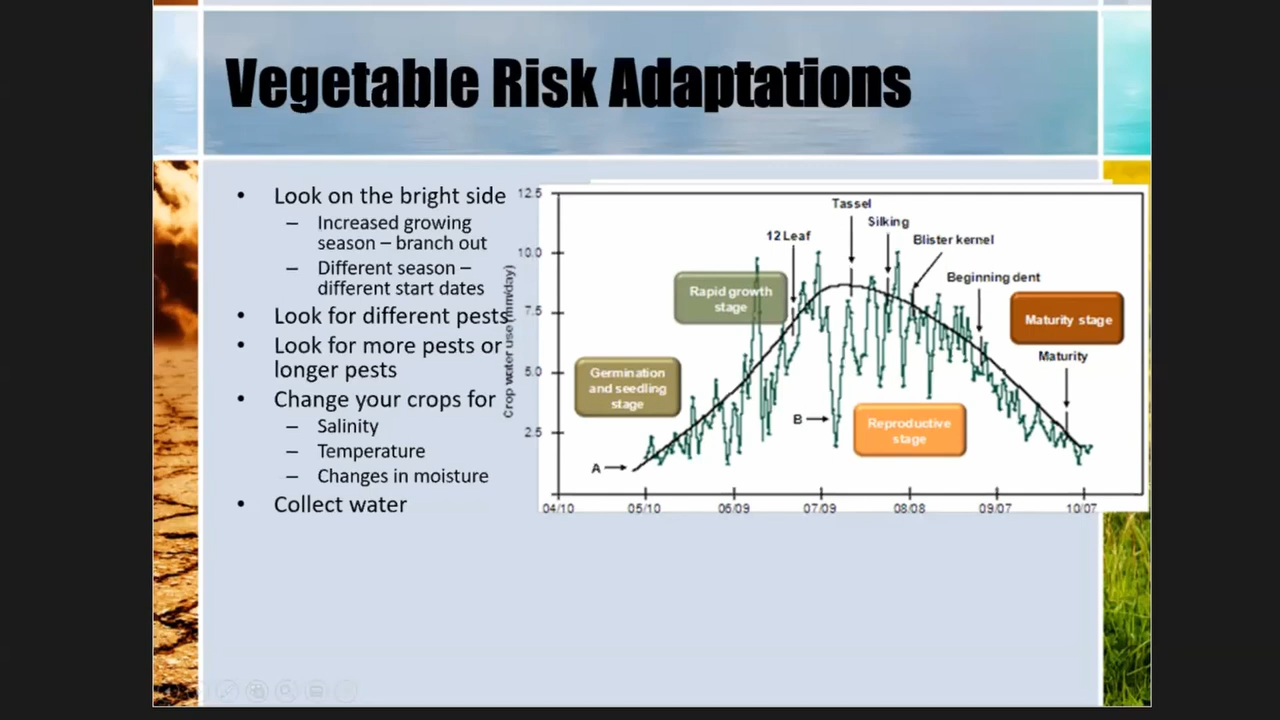 Vegetable Risk Adaptations
• Look on the bright side
– Increased growing
season – branch out
– Different season –
different start dates
• Look for different pests
• Look for more pests or
longer pests
• Change your crops for
– Salinity
– Temperature
– Changes in moisture
• Collect water
Crop water use (mm/day)
12.5
10.0
7.5
5.0
2.5
Tassel
Silking
12 Leaf
Blister kernel
Beginning dent
Rapid growth
stage
Maturity stage
Maturity
Germination
and seedling
stage
B
Reproductive
stage
A
04/10 05/10 06/09 07/09 08/08 09/07 10/07